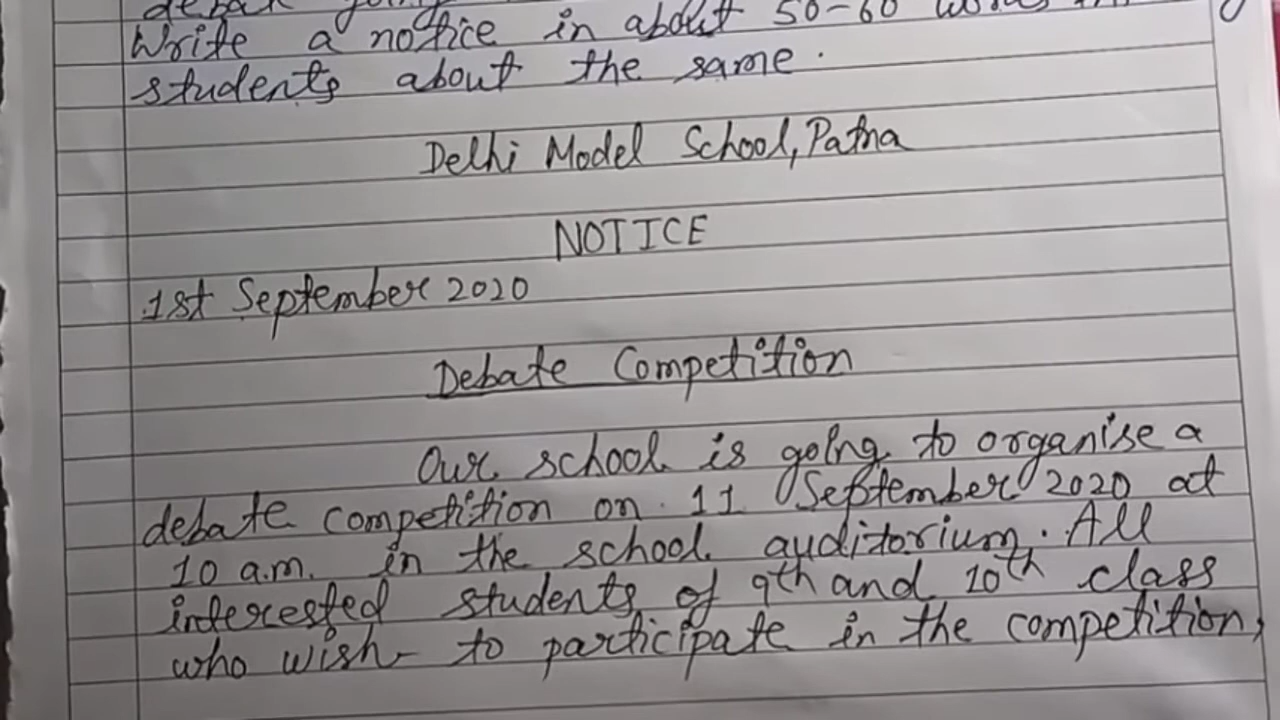 Write a notice in about 50-60 words
students about the same.
Delhi Model School, Patna
NOTICE
1st September 2020
Debate Competition
Our school is going to organise a
debate competition on 11 September 2020 at
10 a.m. in the school auditorium. All
interested students of 9th and 10th class
who wish to participate in the competition,